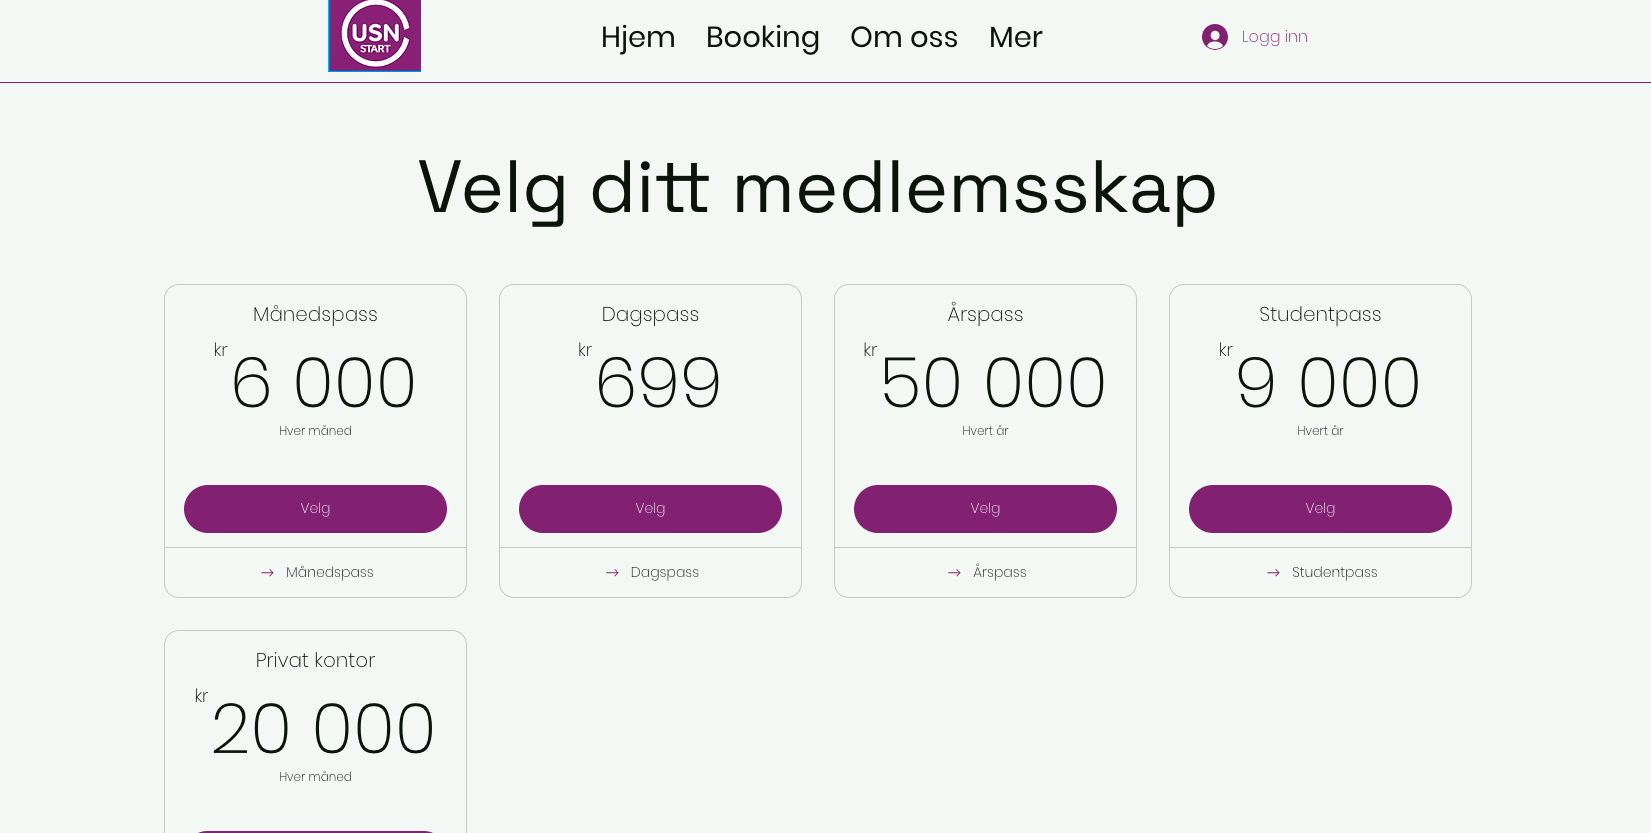 USN
START
Hjem
Booking
Om oss
Mer
Logg inn
Velg ditt medlemsskap
Månedspass
kr
6 000
Hver måned
Velg
→ Månedspass
Dagspass
kr
699
Velg
→ Dagspass
Årspass
kr
50 000
Hvert år
Velg
→ Årspass
Studentpass
kr
9 000
Hvert år
Velg
→ Studentpass
Privat kontor
kr
20 000
Hver måned